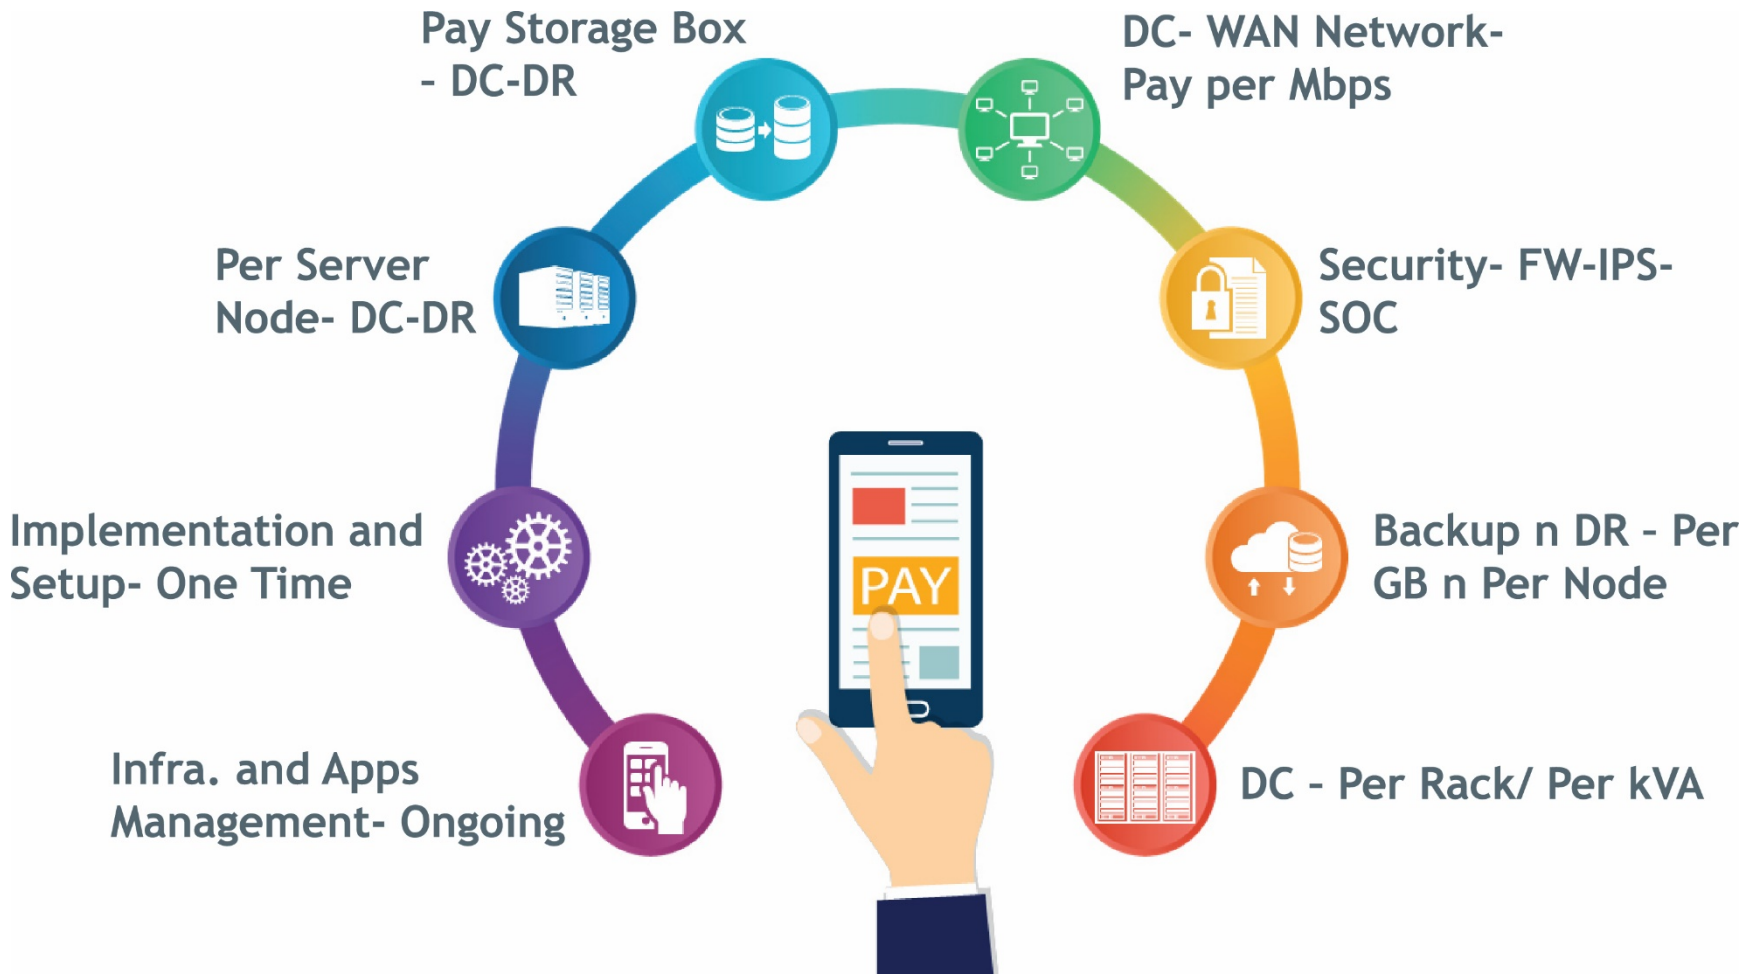 Pay Storage Box
– DC-DR
DC- WAN Network-
Pay per Mbps
Per Server
Node- DC-DR
Security- FW-IPS-
SOC
Implementation and
Setup- One Time
PAY
Backup n DR – Per
GB n Per Node
Infra. and Apps
Management- Ongoing
DC – Per Rack/ Per kVA